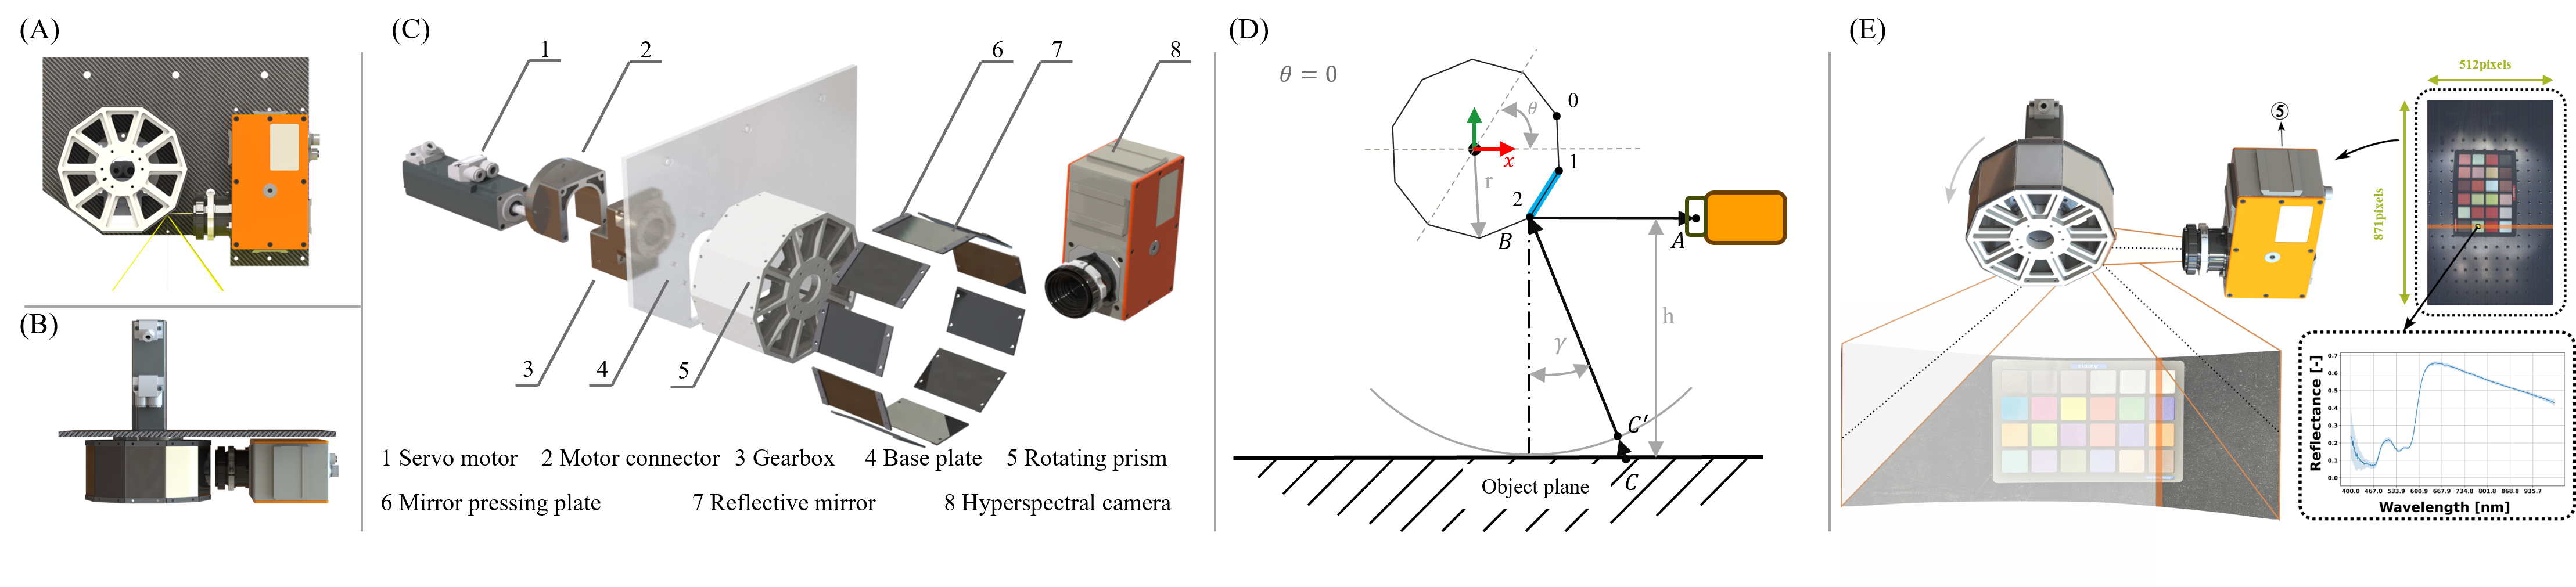 (A)
(B)
(C)
1
2
6
7
8
3
4
5
1 Servo motor 2 Motor connector 3 Gearbox 4 Base plate 5 Rotating prism
6 Mirror pressing plate 7 Reflective mirror 8 Hyperspectral camera
(D)
θ = 0
0
θ
1
x
r
2
B
A
h
γ
C′
C
Object plane
(E)
512pixels
⑤
871pixels
Reflectance [-]
0.7
0.6
0.5
0.4
0.3
0.2
0.1
0.0
400.0 467.0 533.9 600.9 667.9 734.8 801.8 868.8 935.7
Wavelength [nm]